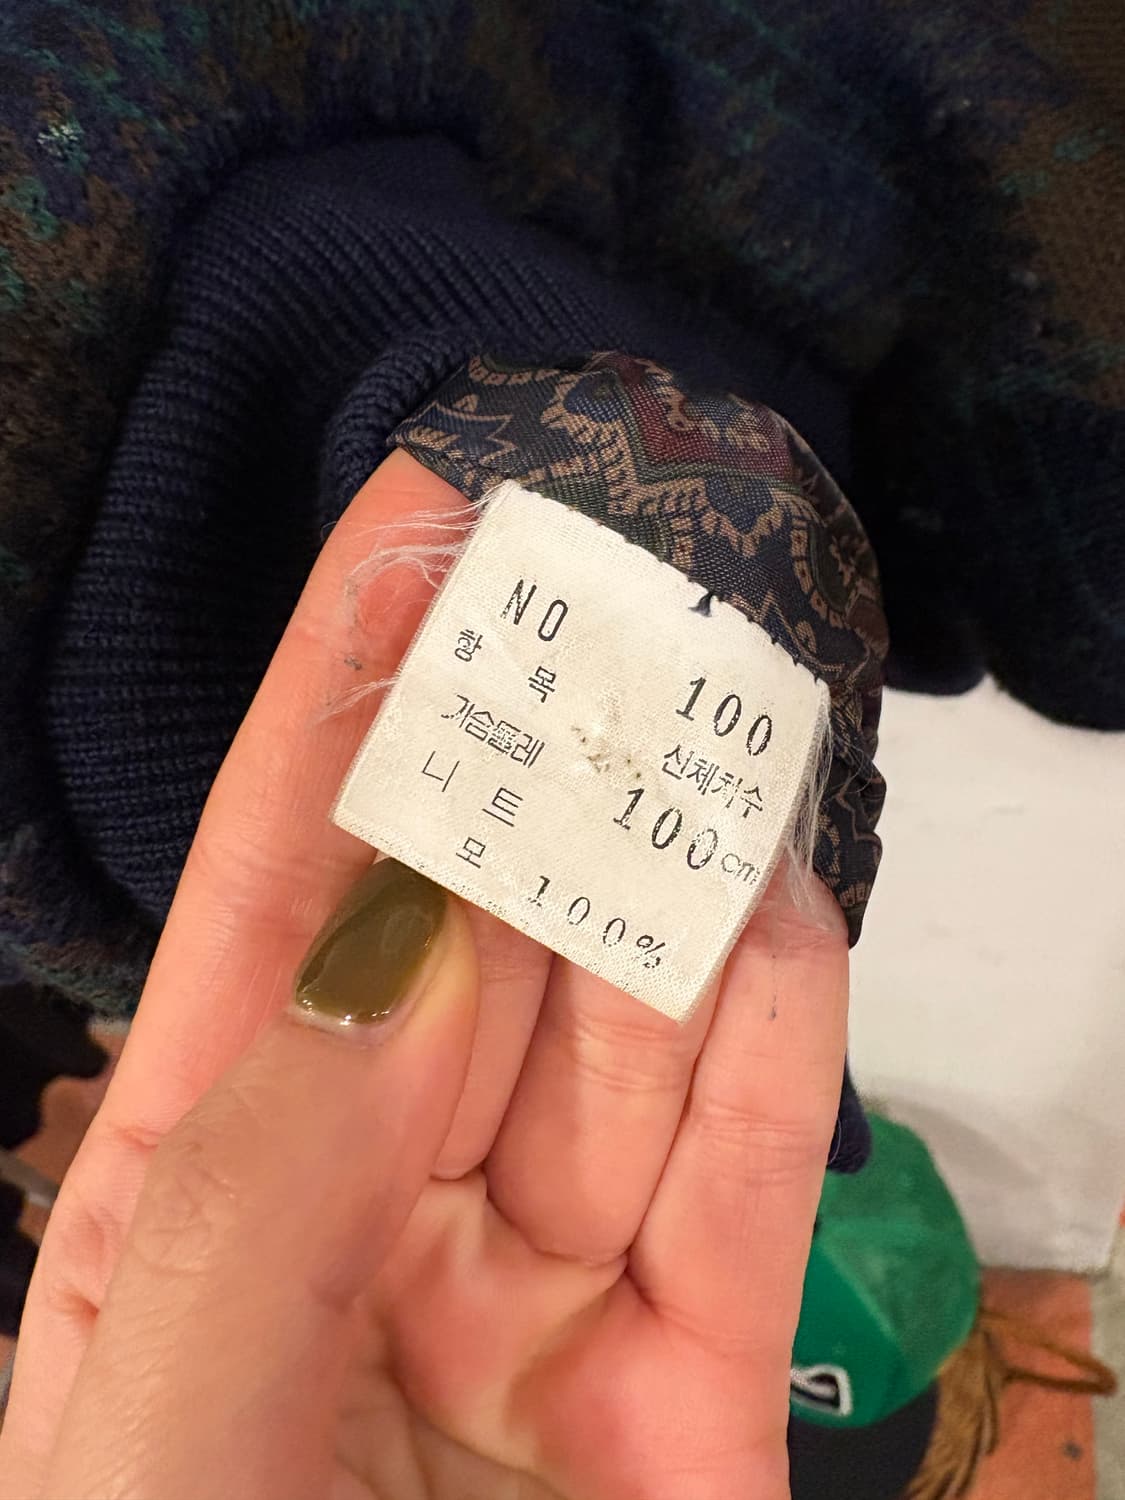 NO 100
항 목 신체치수
가슴둘레 100cm
니 트
모 100%